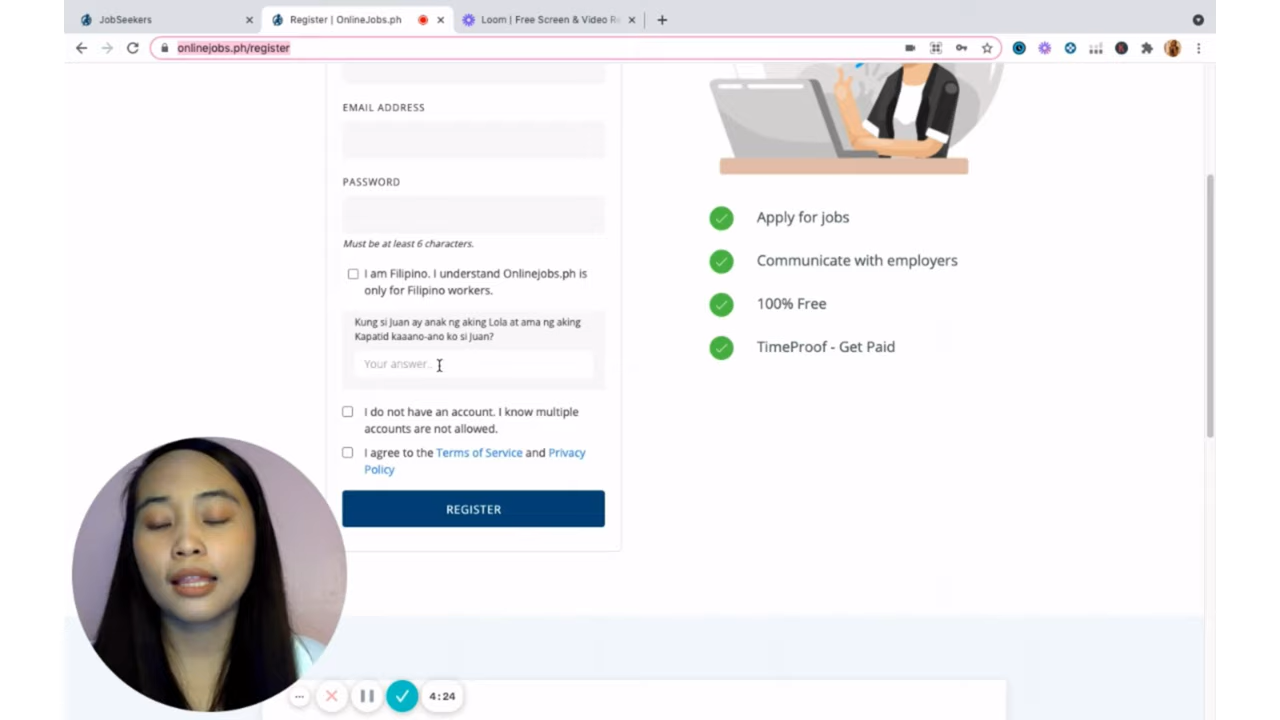 JobSeekers
Register | OnlineJobs.ph
Loom | Free Screen & Video Re
onlinejobs.ph/register
EMAIL ADDRESS
PASSWORD
Must be at least 6 characters.
I am Filipino. I understand Onlinejobs.ph is
only for Filipino workers.
Kung si Juan ay anak ng aking Lola at ama ng aking
Kapatid kaaano-ano ko si Juan?
Your answer..
I do not have an account. I know multiple
accounts are not allowed.
I agree to the Terms of Service and Privacy
Policy
REGISTER
Apply for jobs
Communicate with employers
100% Free
TimeProof - Get Paid
4:24